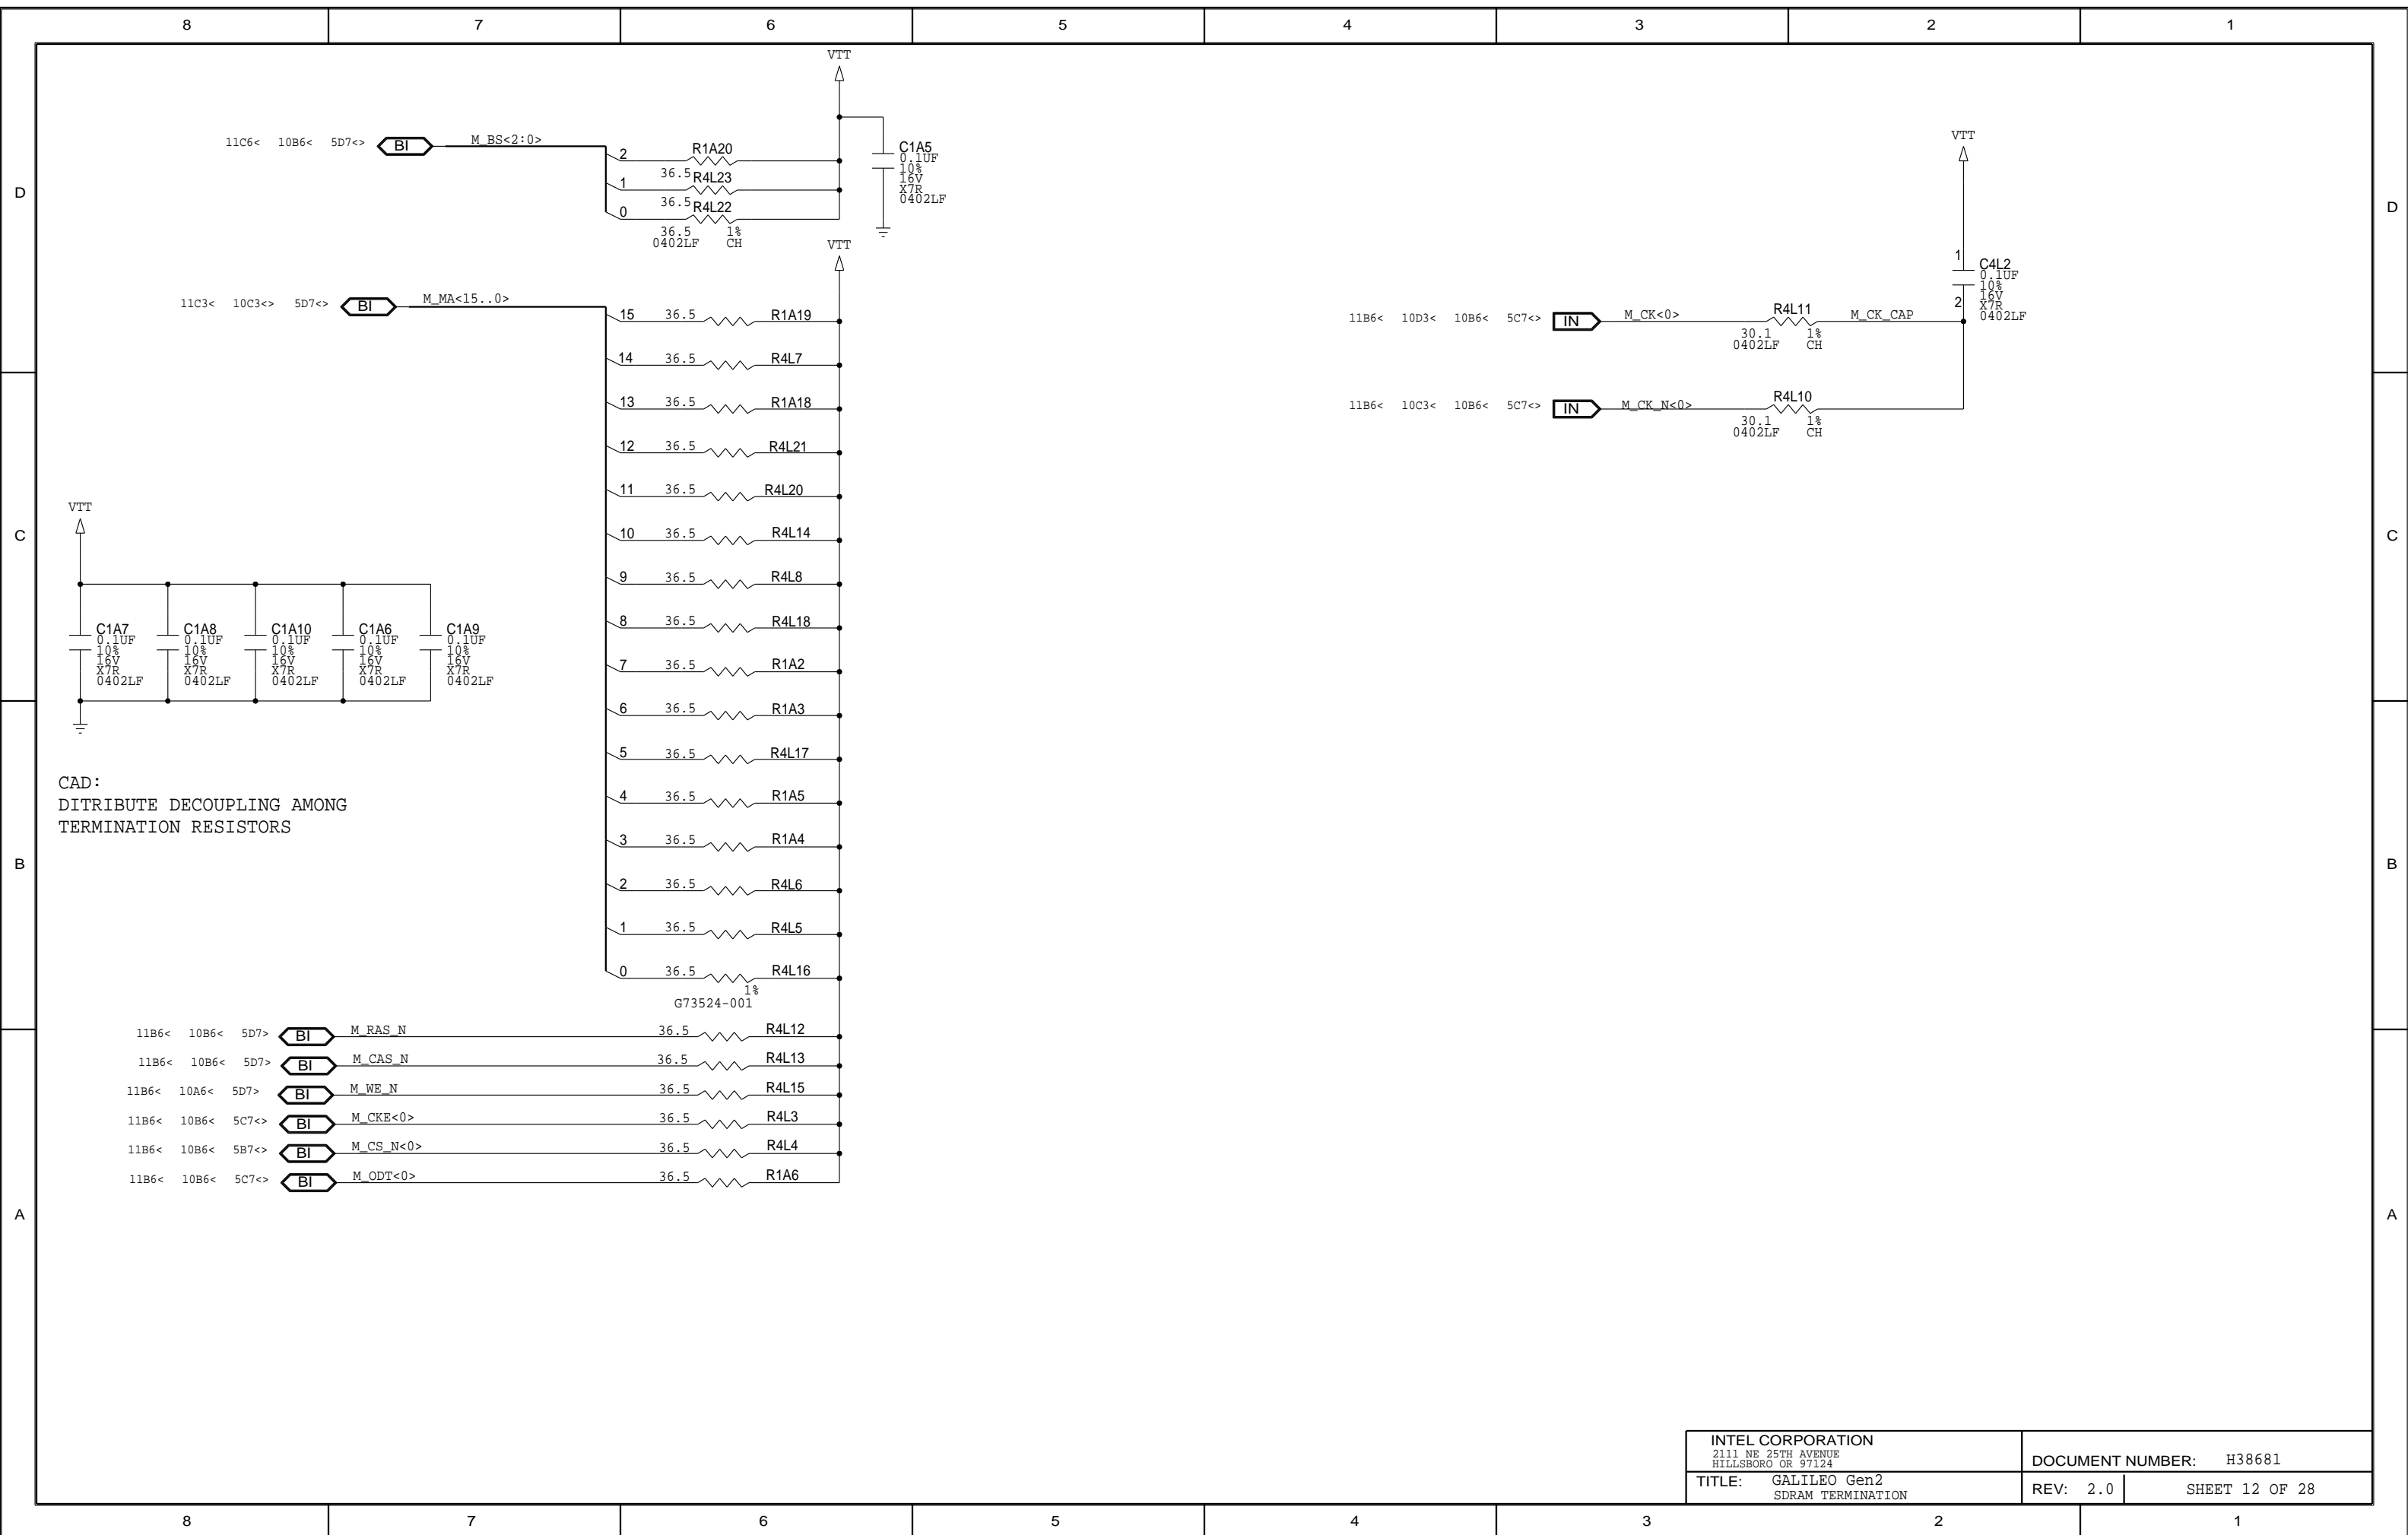 8 7 6 5 4 3 2 1
D
C
B
A
D
C
B
A
VTT
11C6< 10B6< 5D7<> BI M_BS<2:0>
2 R1A20
36.5
1 R4L23
36.5
0 R4L22
36.5 1%
0402LF CH
C1A5
0.1UF
10%
16V
X7R
0402LF
VTT
11C3< 10C3<> 5D7<> BI M_MA<15..0>
15 36.5 R1A19
14 36.5 R4L7
13 36.5 R1A18
12 36.5 R4L21
11 36.5 R4L20
10 36.5 R4L14
9 36.5 R4L8
8 36.5 R4L18
7 36.5 R1A2
6 36.5 R1A3
5 36.5 R4L17
4 36.5 R1A5
3 36.5 R1A4
2 36.5 R4L6
1 36.5 R4L5
0 36.5 R4L16
1%
G73524-001
VTT
C1A7 C1A8 C1A10 C1A6 C1A9
0.1UF 0.1UF 0.1UF 0.1UF 0.1UF
10% 10% 10% 10% 10%
16V 16V 16V 16V 16V
X7R X7R X7R X7R X7R
0402LF 0402LF 0402LF 0402LF 0402LF
CAD:
DITRIBUTE DECOUPLING AMONG
TERMINATION RESISTORS
11B6< 10B6< 5D7> BI M_RAS_N 36.5 R4L12
11B6< 10B6< 5D7> BI M_CAS_N 36.5 R4L13
11B6< 10A6< 5D7> BI M_WE_N 36.5 R4L15
11B6< 10B6< 5C7<> BI M_CKE<0> 36.5 R4L3
11B6< 10B6< 5B7<> BI M_CS_N<0> 36.5 R4L4
11B6< 10B6< 5C7<> BI M_ODT<0> 36.5 R1A6
VTT
1
C4L2
0.1UF
10%
16V
X7R
0402LF
2
11B6< 10D3< 10B6< 5C7<> IN M_CK<0> R4L11 M_CK_CAP
30.1 1%
0402LF CH
11B6< 10C3< 10B6< 5C7<> IN M_CK_N<0> R4L10
30.1 1%
0402LF CH
INTEL CORPORATION
2111 NE 25TH AVENUE
HILLSBORO OR 97124
DOCUMENT NUMBER: H38681
TITLE: GALILEO Gen2
SDRAM TERMINATION
REV: 2.0
SHEET 12 OF 28
8 7 6 5 4 3 2 1